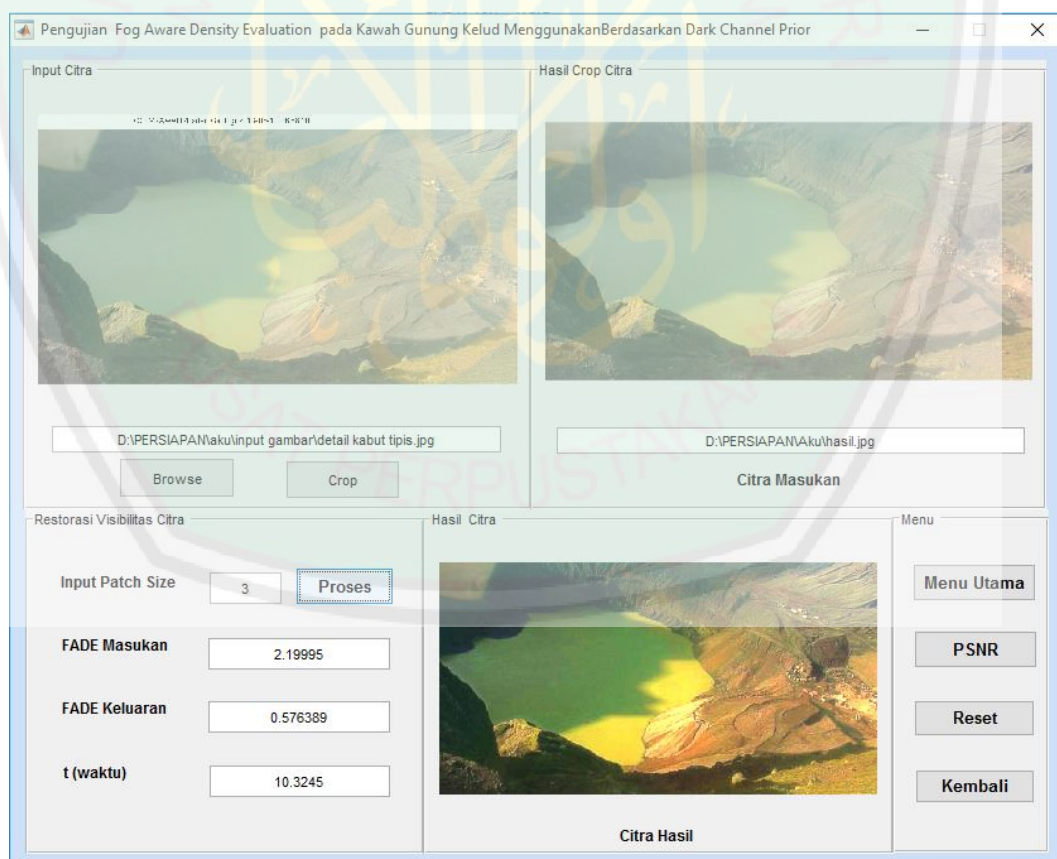 Pengujian Fog Aware Density Evaluation pada Kawah Gunung Kelud MenggunakanBerdasarkan Dark Channel Prior
Input Citra
Hasil Crop Citra
D:\PERSIAPAN\aku\input gambar\detail kabut tipis.jpg
D:\PERSIAPAN\Aku\hasil.jpg
Browse
Crop
Citra Masukan
PUSAT PERPUSTAKAAN
Restorasi Visibilitas Citra
Hasil Citra
Menu
Input Patch Size
3
Proses
Menu Utama
FADE Masukan
2.19995
PSNR
FADE Keluaran
0.576389
Reset
t (waktu)
10.3245
Kembali
Citra Hasil